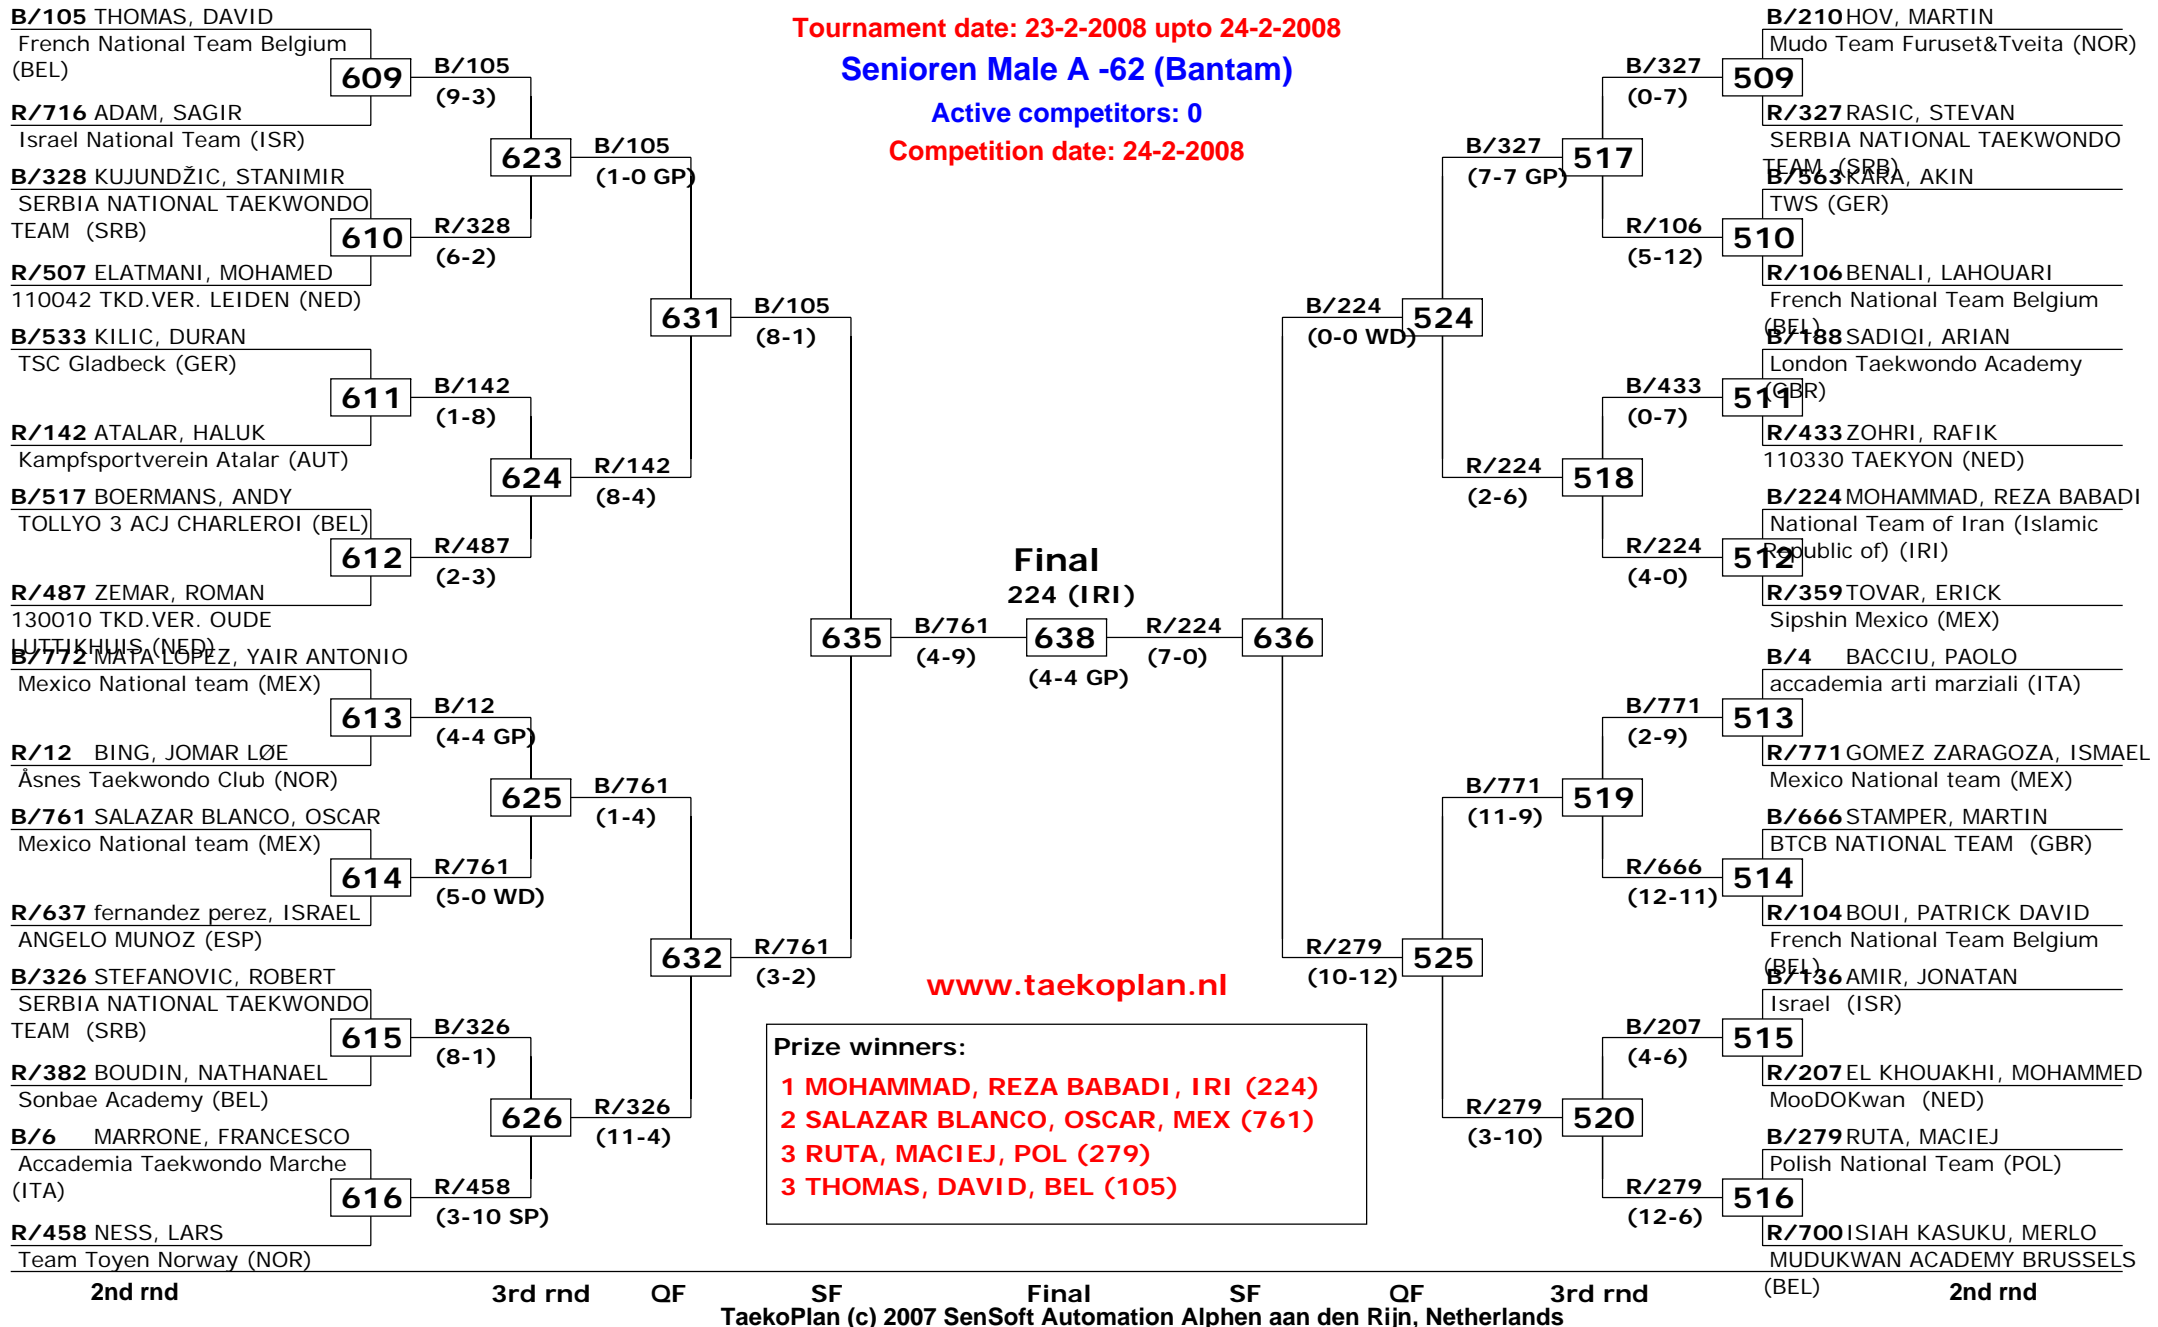 Tournament date: 23-2-2008 upto 24-2-2008
Senioren Male A -62 (Bantam)
Active competitors: 0
Competition date: 24-2-2008
B/105 THOMAS, DAVID
French National Team Belgium
(BEL)
R/716 ADAM, SAGIR
Israel National Team (ISR)
B/328 KUJUNDŽIC, STANIMIR
SERBIA NATIONAL TAEKWONDO
TEAM (SRB)
R/507 ELATMANI, MOHAMED
110042 TKD.VER. LEIDEN (NED)
B/533 KILIC, DURAN
TSC Gladbeck (GER)
R/142 ATALAR, HALUK
Kampfsportverein Atalar (AUT)
B/517 BOERMANS, ANDY
TOLLYO 3 ACJ CHARLEROI (BEL)
R/487 ZEMAR, ROMAN
130010 TKD.VER. OUDE
LUTTIKHUIS (NED)
B/772 MATA LOPEZ, YAIR ANTONIO
Mexico National team (MEX)
R/12 BING, JOMAR LØE
Åsnes Taekwondo Club (NOR)
B/761 SALAZAR BLANCO, OSCAR
Mexico National team (MEX)
R/637 fernandez perez, ISRAEL
ANGELO MUNOZ (ESP)
B/326 STEFANOVIC, ROBERT
SERBIA NATIONAL TAEKWONDO
TEAM (SRB)
R/382 BOUDIN, NATHANAEL
Sonbae Academy (BEL)
B/6 MARRONE, FRANCESCO
Accademia Taekwondo Marche
(ITA)
R/458 NESS, LARS
Team Toyen Norway (NOR)
609
610
611
612
613
614
615
616
B/105
(9-3)
R/328
(6-2)
B/142
(1-8)
R/487
(2-3)
B/12
(4-4 GP)
R/761
(5-0 WD)
B/326
(8-1)
R/458
(3-10 SP)
623
624
625
626
B/105
(1-0 GP)
R/142
(8-4)
B/761
(1-4)
R/326
(11-4)
631
632
B/105
(8-1)
R/761
(3-2)
635
B/761
(4-9)
Final
224 (IRI)
638
(4-4 GP)
R/224
(7-0)
636
B/224
(0-0 WD)
R/279
(10-12)
524
525
B/327
(7-7 GP)
R/224
(2-6)
B/771
(11-9)
R/279
(3-10)
517
518
519
520
B/327
(0-7)
R/106
(5-12)
B/433
(0-7)
R/224
(4-0)
B/771
(2-9)
R/666
(12-11)
B/207
(4-6)
R/279
(12-6)
509
510
511
512
513
514
515
516
B/210 HOV, MARTIN
Mudo Team Furuset&Tveita (NOR)
R/327 RASIC, STEVAN
SERBIA NATIONAL TAEKWONDO
TEAM (SRB)
B/563 KARA, AKIN
TWS (GER)
R/106 BENALI, LAHOUARI
French National Team Belgium
(BEL)
B/188 SADIQI, ARIAN
London Taekwondo Academy
(GBR)
R/433 ZOHRI, RAFIK
110330 TAEKYON (NED)
B/224 MOHAMMAD, REZA BABADI
National Team of Iran (Islamic
Republic of) (IRI)
R/359 TOVAR, ERICK
Sipshin Mexico (MEX)
B/4 BACCIU, PAOLO
accademia arti marziali (ITA)
R/771 GOMEZ ZARAGOZA, ISMAEL
Mexico National team (MEX)
B/666 STAMPER, MARTIN
BTCB NATIONAL TEAM (GBR)
R/104 BOUI, PATRICK DAVID
French National Team Belgium
(BEL)
B/136 AMIR, JONATAN
Israel (ISR)
R/207 EL KHOUAKHI, MOHAMMED
MooDOKwan (NED)
B/279 RUTA, MACIEJ
Polish National Team (POL)
R/700 ISIAH KASUKU, MERLO
MUDUKWAN ACADEMY BRUSSELS
(BEL)
www.taekoplan.nl
Prize winners:
1 MOHAMMAD, REZA BABADI, IRI (224)
2 SALAZAR BLANCO, OSCAR, MEX (761)
3 RUTA, MACIEJ, POL (279)
3 THOMAS, DAVID, BEL (105)
2nd rnd 3rd rnd QF SF Final SF QF 3rd rnd 2nd rnd
TaekoPlan (c) 2007 SenSoft Automation Alphen aan den Rijn, Netherlands